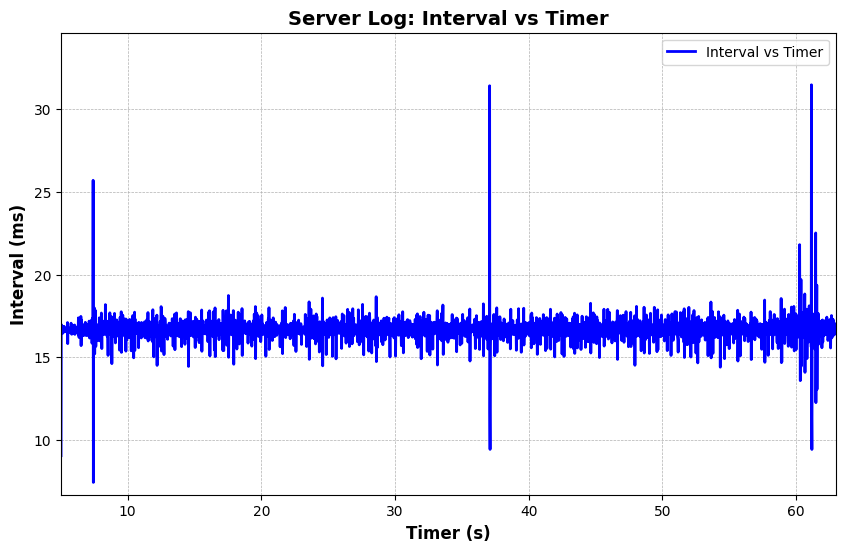 Server Log: Interval vs Timer
Interval vs Timer
30
25
20
15
10
Interval (ms)
10 20 30 40 50 60
Timer (s)